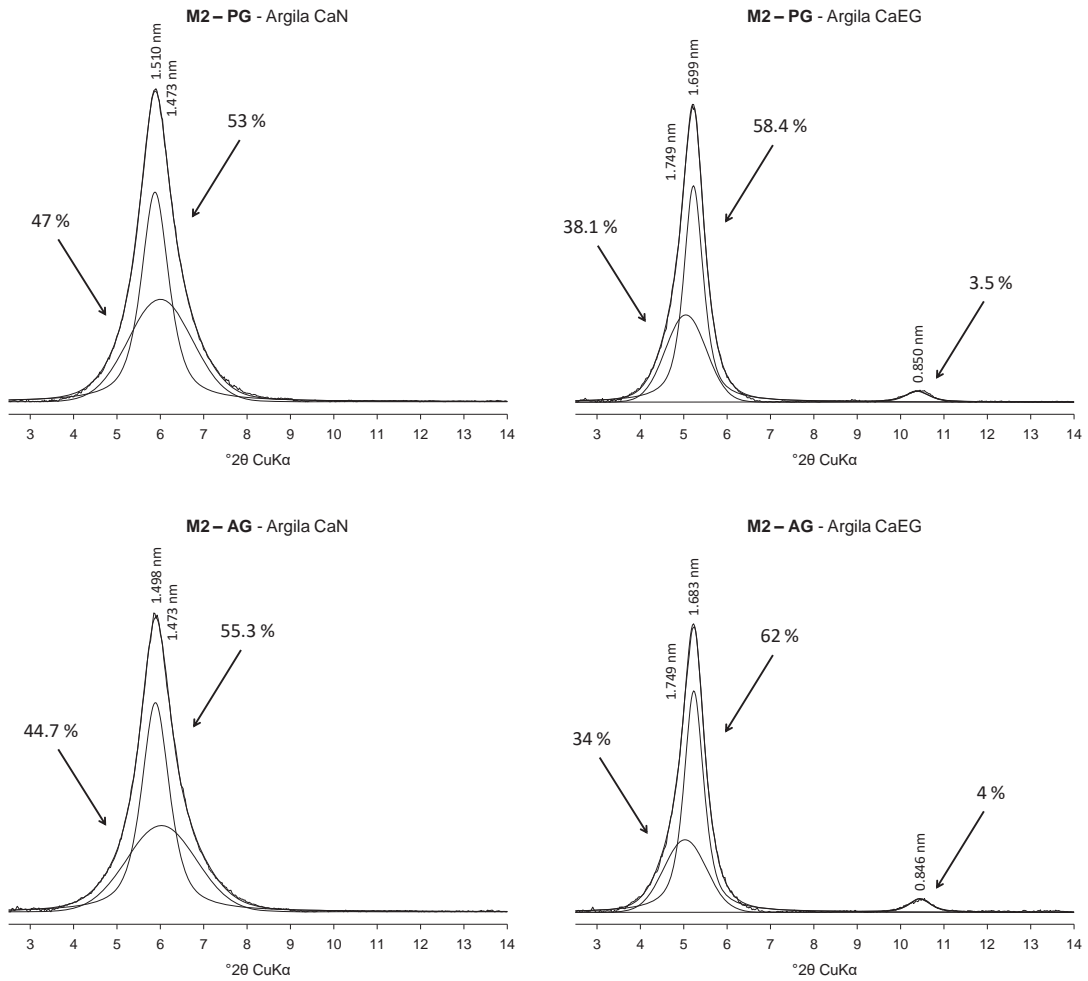 M2 – PG - Argila CaN
1.510 nm
1.473 nm
53 %
47 %
3 4 5 6 7 8 9 10 11 12 13 14
°2θ CuKα
M2 – PG - Argila CaEG
1.699 nm
1.749 nm
58.4 %
38.1 %
3.5 %
0.850 nm
3 4 5 6 7 8 9 10 11 12 13 14
°2θ CuKα
M2 – AG - Argila CaN
1.498 nm
1.473 nm
55.3 %
44.7 %
3 4 5 6 7 8 9 10 11 12 13 14
°2θ CuKα
M2 – AG - Argila CaEG
1.683 nm
1.749 nm
62 %
34 %
4 %
0.846 nm
3 4 5 6 7 8 9 10 11 12 13 14
°2θ CuKα